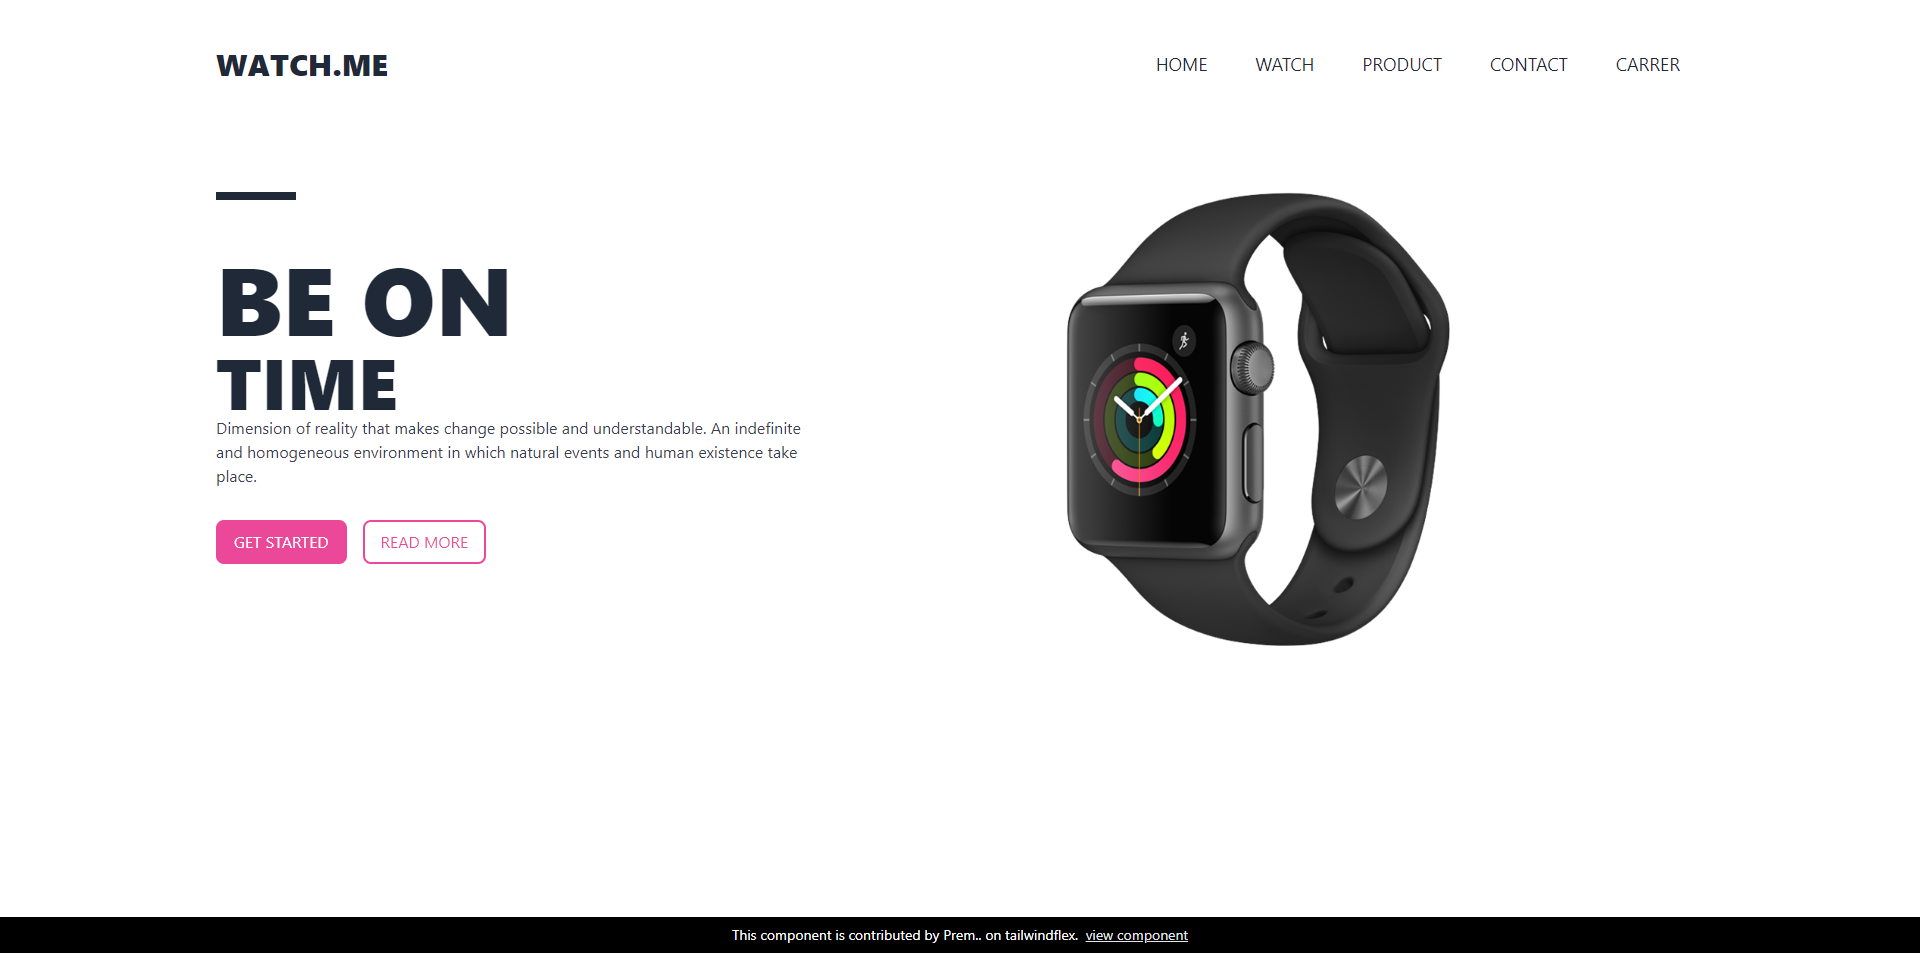 WATCH.ME
HOME WATCH PRODUCT CONTACT CARRER
BE ON
TIME
Dimension of reality that makes change possible and understandable. An indefinite
and homogeneous environment in which natural events and human existence take
place.
GET STARTED READ MORE
This component is contributed by Prem.. on tailwindflex. view component